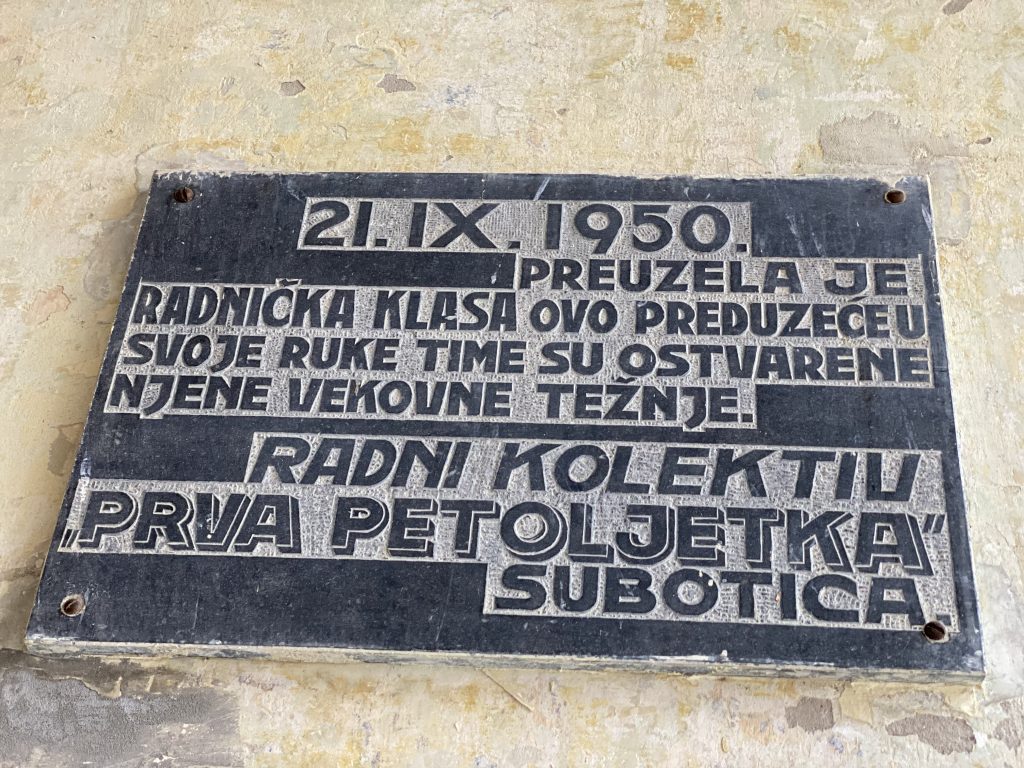 21. IX. 1950.
PREUZELA JE
RADNIČKA KLASA OVO PREDUZEĆE U
SVOJE RUKE TIME SU OSTVARENE
NJENE VEKOVNE TEŽNJE.
RADNI KOLEKTIV
„PRVA PETOLJETKA“
SUBOTICA.